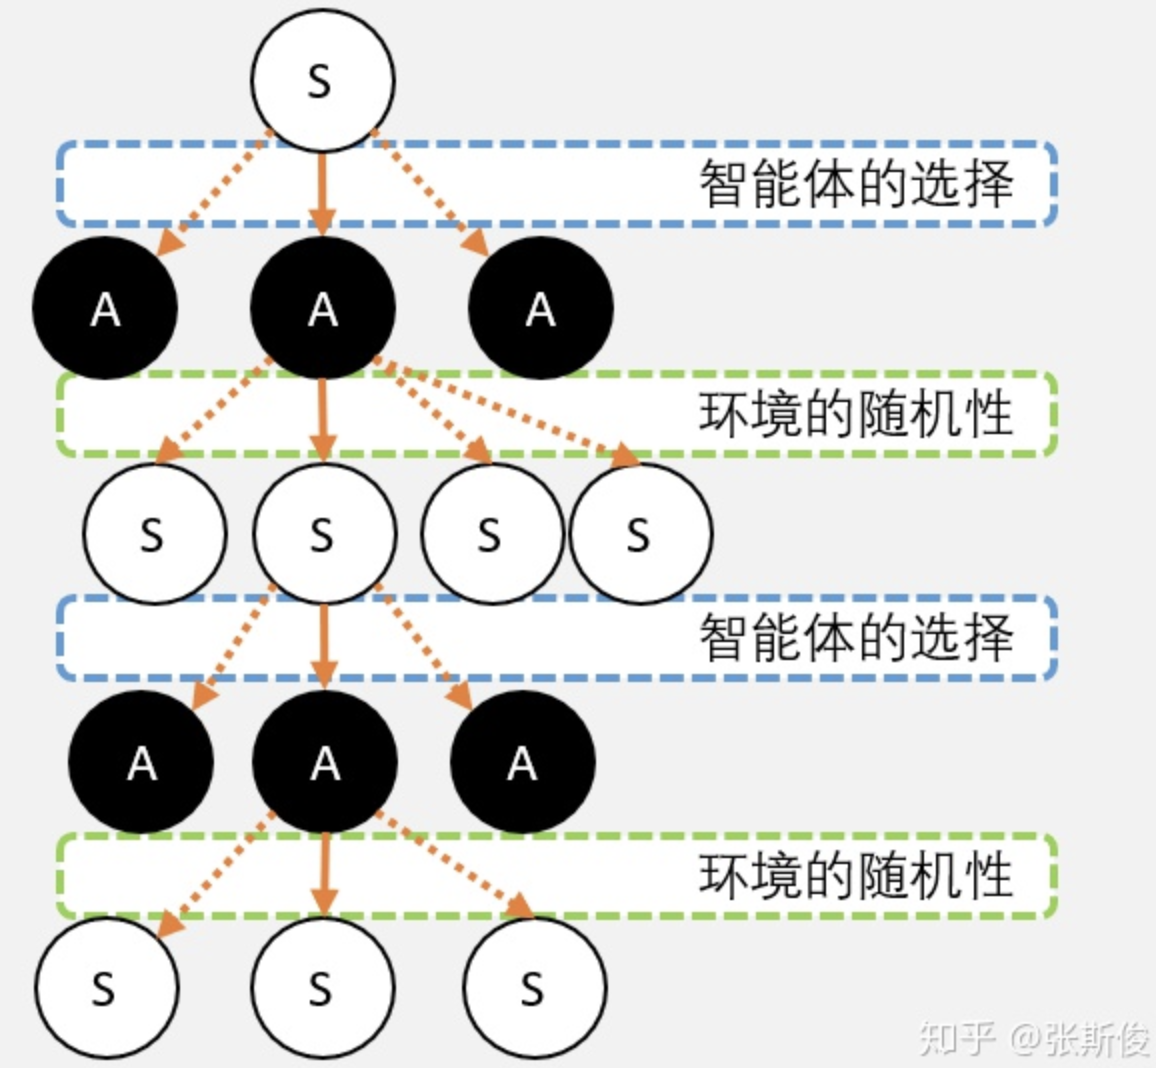 S
智能体的选择
A A A
环境的随机性
S S S S
智能体的选择
A A A
环境的随机性
S S S
知乎 @张斯俊